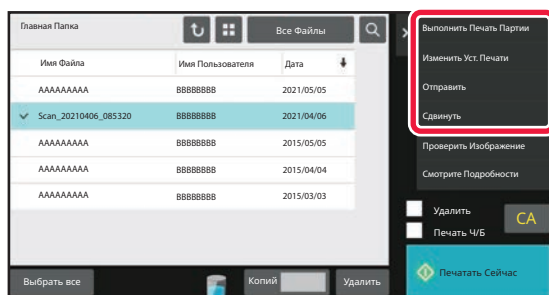 Главная Папка
Все Файлы
Имя Файла Имя Пользователя Дата
AAAAAAAAA BBBBBBBB 2021/05/05
Scan_20210406_085320 BBBBBBBB 2021/04/06
AAAAAAAAA BBBBBBBB 2015/05/05
AAAAAAAAA BBBBBBBB 2015/04/04
AAAAAAAAA BBBBBBBB 2015/03/03
Выбрать все
Копий
Удалить
Выполнить Печать Партии
Изменить Уст. Печати
Отправить
Сдвинуть
Проверить Изображение
Смотрите Подробности
Удалить
Печать Ч/Б
CA
Печатать Сейчас